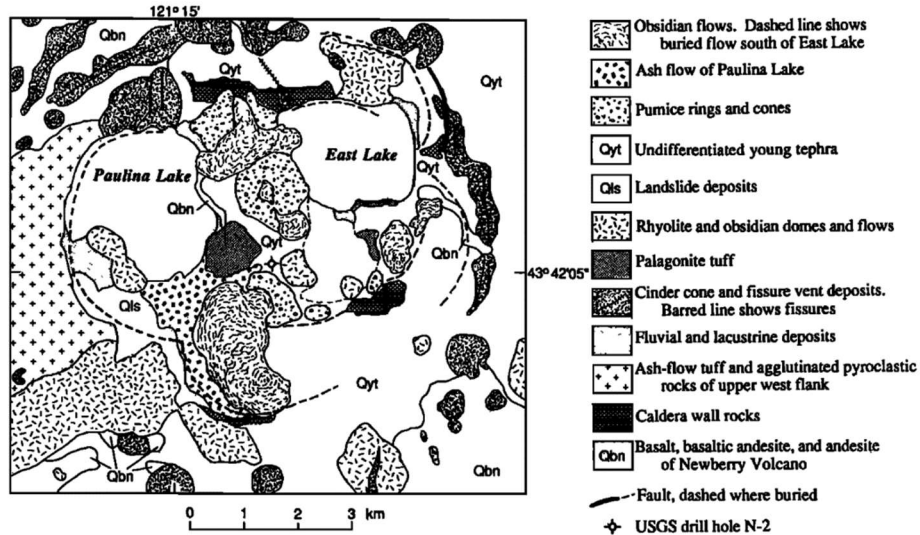 121° 15'
Qbn
Qyt
Qyt
Paulina Lake
East Lake
Qyt
Qbn
Qyt
Qbn
43° 42'05"
Qls
Qyt
Qbn
Qbn
0 1 2 3 km
Obsidian flows. Dashed line shows
buried flow south of East Lake
Ash flow of Paulina Lake
Pumice rings and cones
Qyt Undifferentiated young tephra
Qls Landslide deposits
Rhyolite and obsidian domes and flows
Palagonite tuff
Cinder cone and fissure vent deposits.
Barred line shows fissures
Fluvial and lacustrine deposits
Ash-flow tuff and agglutinated pyroclastic
rocks of upper west flank
Caldera wall rocks
Qbn Basalt, basaltic andesite, and andesite
of Newberry Volcano
Fault, dashed where buried
USGS drill hole N-2